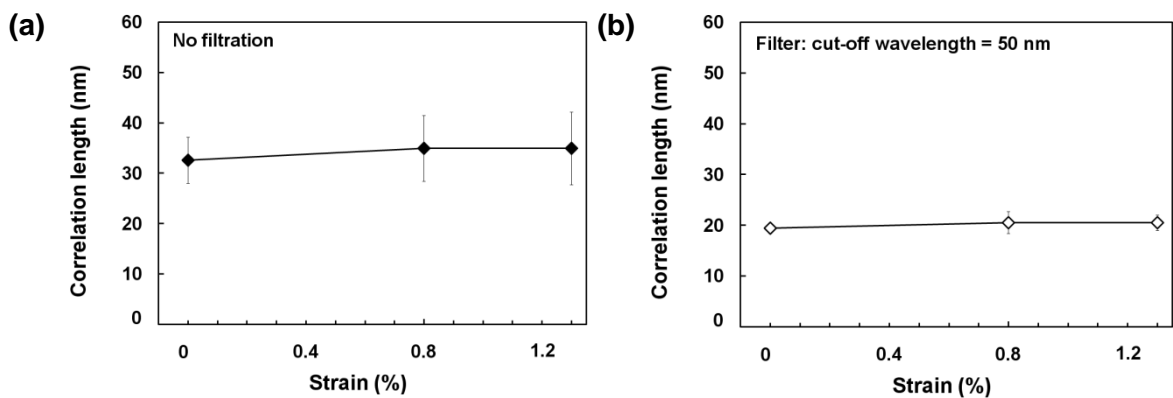 (a)
No filtration
Correlation length (nm)
60
50
40
30
20
10
0
0 0.4 0.8 1.2
Strain (%)
(b)
Filter: cut-off wavelength = 50 nm
Correlation length (nm)
60
50
40
30
20
10
0
0 0.4 0.8 1.2
Strain (%)